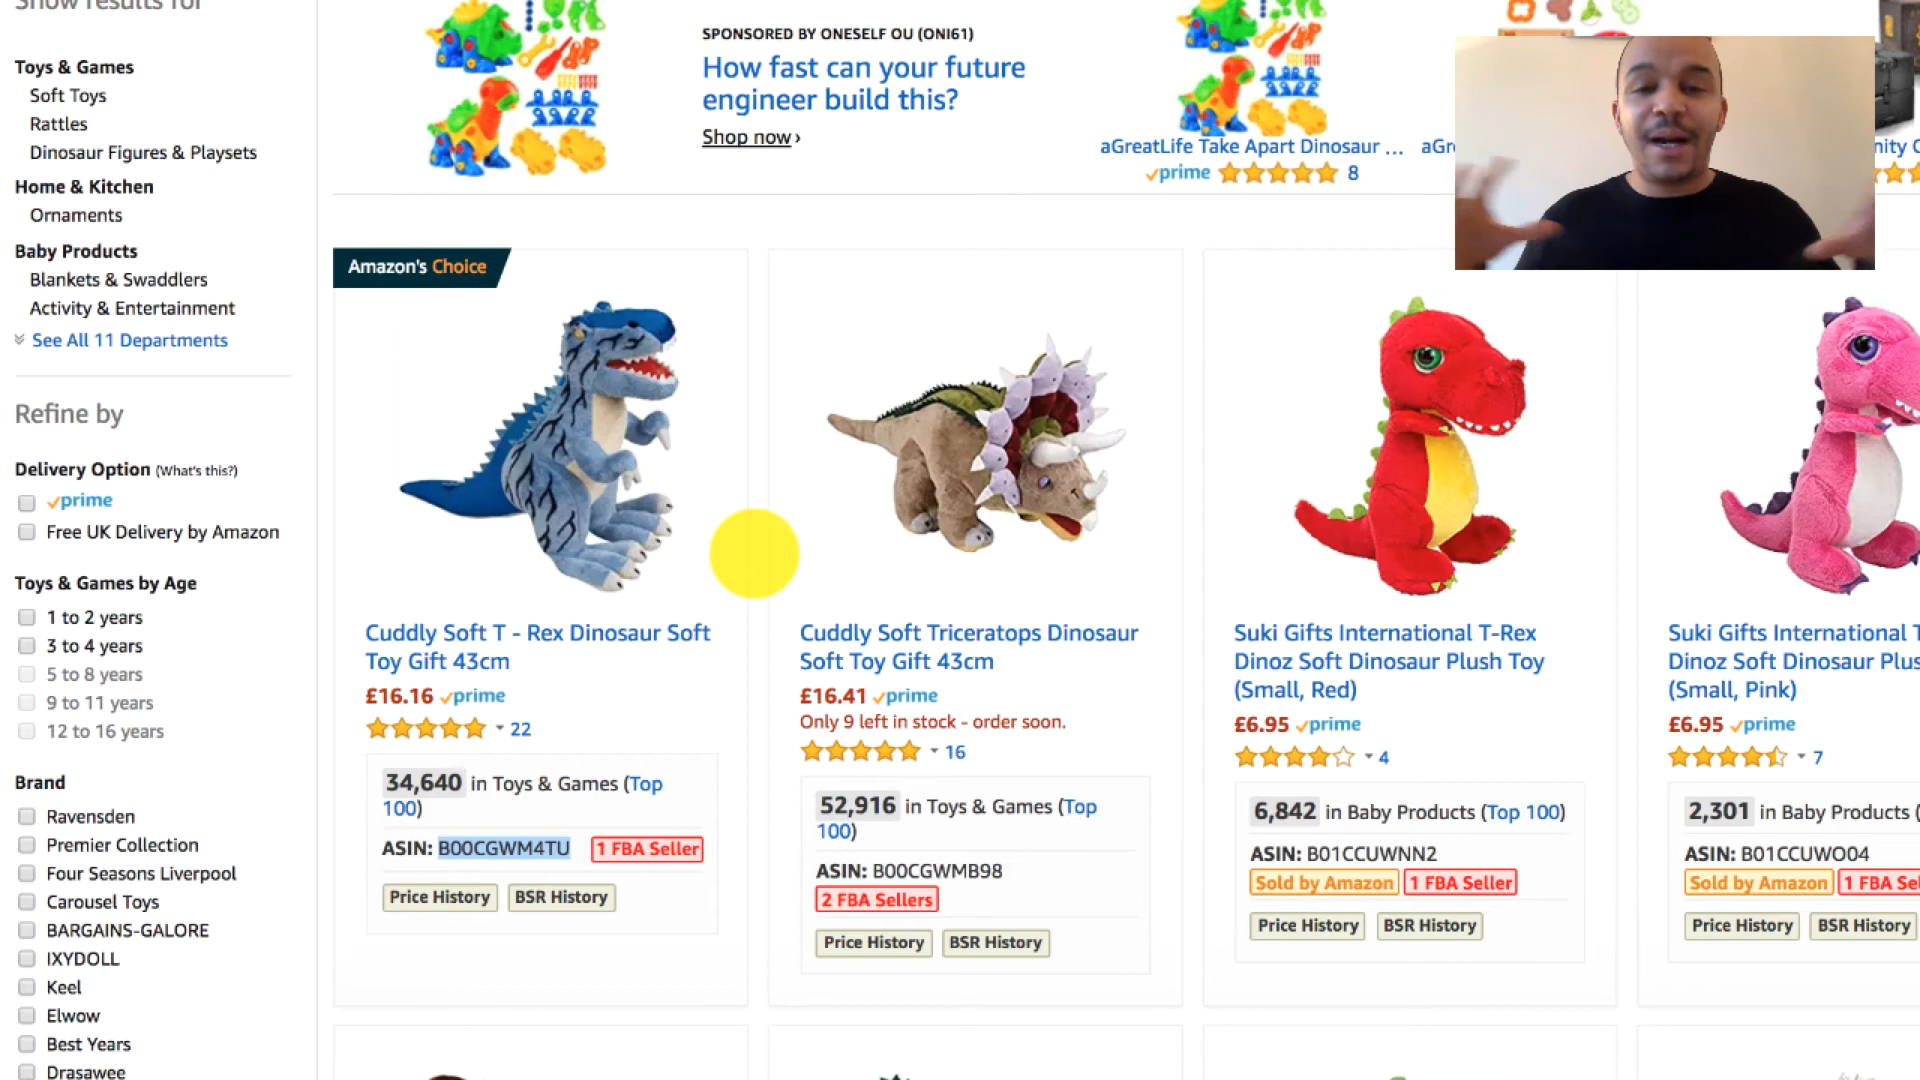 Show results for
Toys & Games
Soft Toys
Rattles
Dinosaur Figures & Playsets
Home & Kitchen
Ornaments
Baby Products
Blankets & Swaddlers
Activity & Entertainment
See All 11 Departments
Refine by
Delivery Option (What's this?)
prime
Free UK Delivery by Amazon
Toys & Games by Age
1 to 2 years
3 to 4 years
5 to 8 years
9 to 11 years
12 to 16 years
Brand
Ravensden
Premier Collection
Four Seasons Liverpool
Carousel Toys
BARGAINS-GALORE
IXYDOLL
Keel
Elwow
Best Years
Drasawee
SPONSORED BY ONESELF OU (ONI61)
How fast can your future
engineer build this?
Shop now ›
aGreatLife Take Apart Dinosaur ...
prime 8
aGr
nity C
Amazon's Choice
Cuddly Soft T - Rex Dinosaur Soft
Toy Gift 43cm
£16.16 prime
22
34,640 in Toys & Games (Top
100)
ASIN: B00CGWM4TU 1 FBA Seller
Price History BSR History
Cuddly Soft Triceratops Dinosaur
Soft Toy Gift 43cm
£16.41 prime
Only 9 left in stock - order soon.
16
52,916 in Toys & Games (Top
100)
ASIN: B00CGWMB98
2 FBA Sellers
Price History BSR History
Suki Gifts International T-Rex
Dinoz Soft Dinosaur Plush Toy
(Small, Red)
£6.95 prime
4
6,842 in Baby Products (Top 100)
ASIN: B01CCUWNN2
Sold by Amazon 1 FBA Seller
Price History BSR History
Suki Gifts International T
Dinoz Soft Dinosaur Plus
(Small, Pink)
£6.95 prime
7
2,301 in Baby Products (
ASIN: B01CCUWO04
Sold by Amazon 1 FBA Sel
Price History BSR History